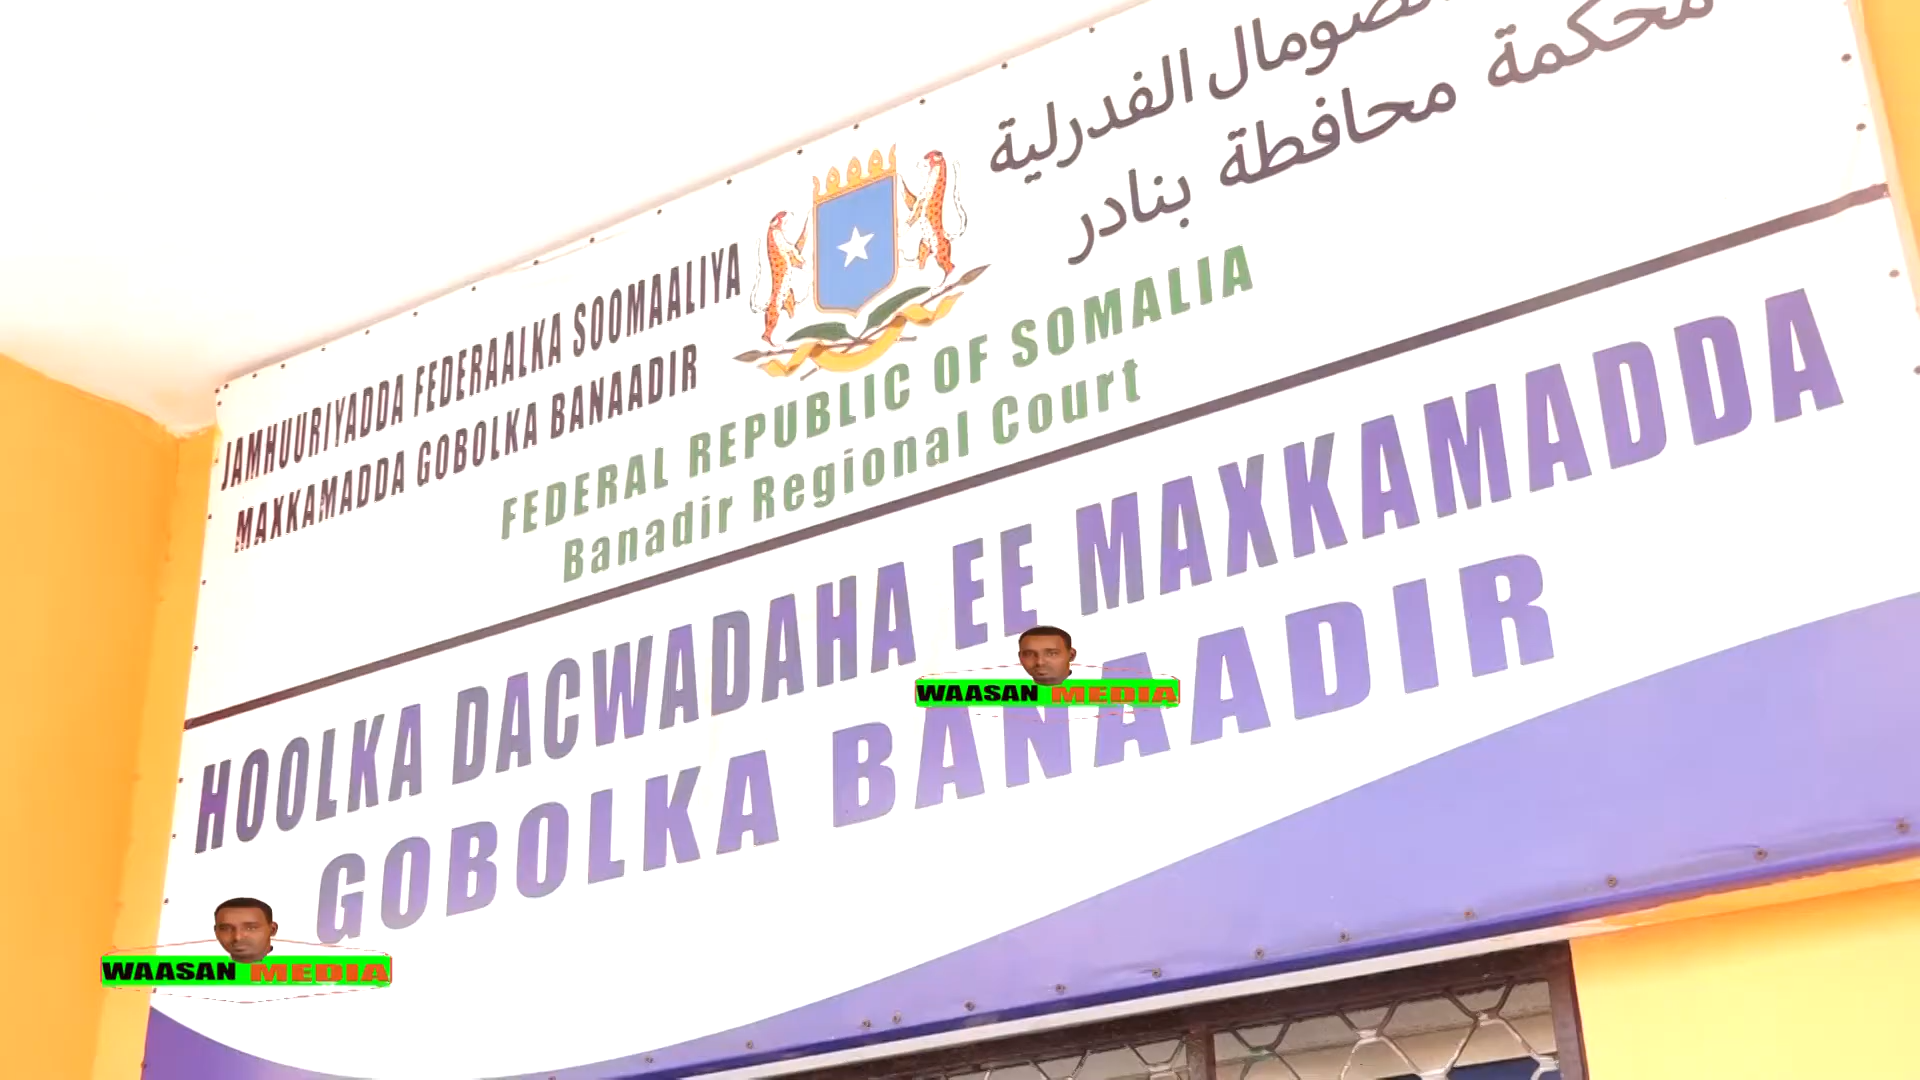 الصومال الفدرلية
محكمة محافظة بنادر
JAMHUURIYADDA FEDERAALKA SOOMAALIYA
MAXKAMADDA GOBOLKA BANAADIR
FEDERAL REPUBLIC OF SOMALIA
Banadir Regional Court
HOOLKA DACWADAHA EE MAXKAMADDA
GOBOLKA BANAADIR
WAASAN MEDIA
WAASAN MEDIA